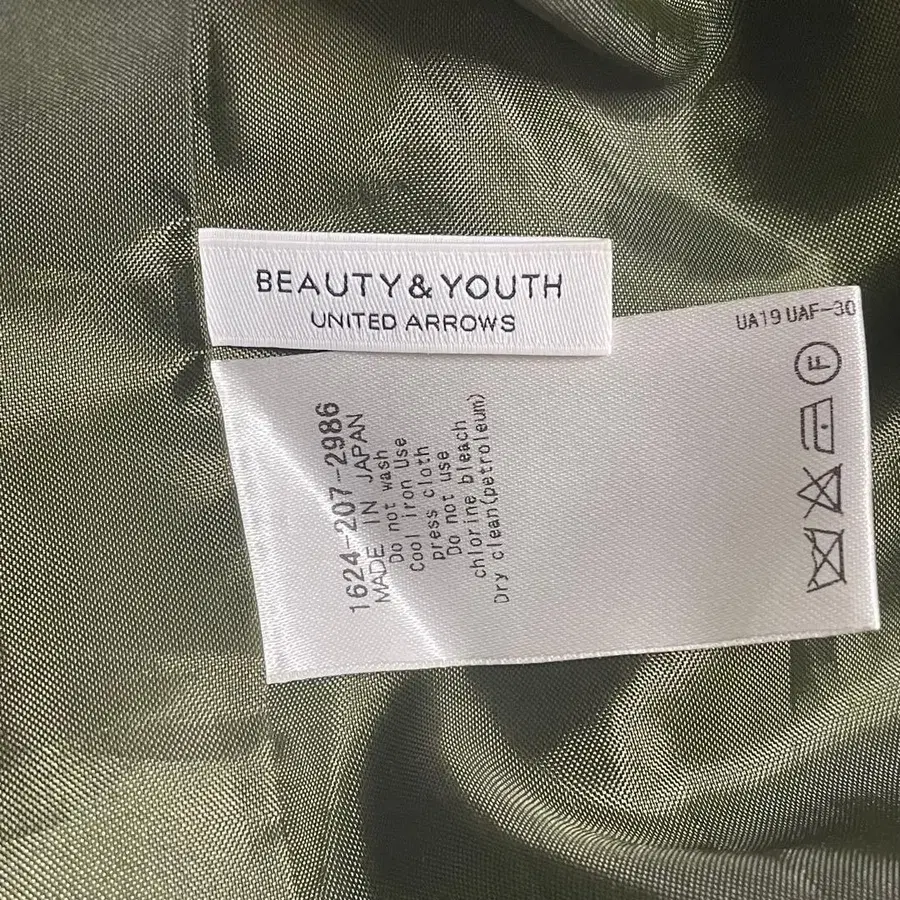 BEAUTY & YOUTH
UNITED ARROWS
UA19 UAF-30
1624-207-2986
MADE IN JAPAN
Do not wash
Cool iron Use
press cloth
Do not use
chlorine bleach
Dry clean(petroleum)
F